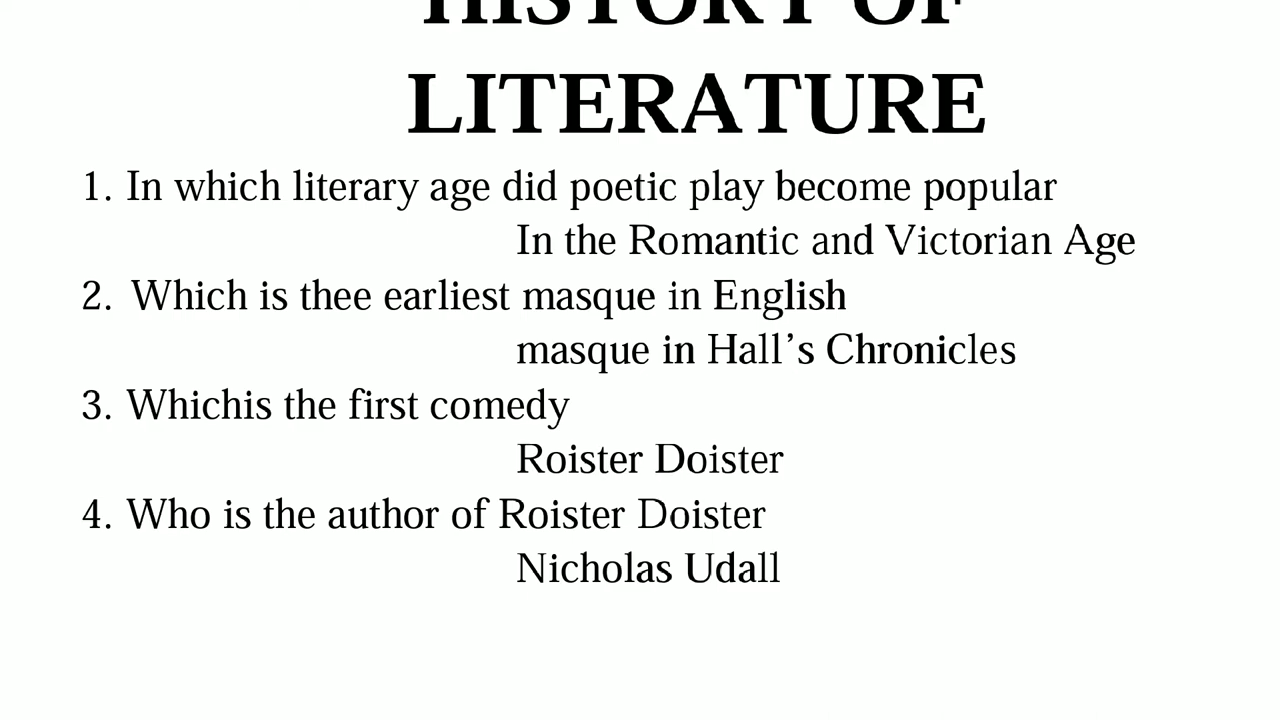 HISTORY OF
LITERATURE
1. In which literary age did poetic play become popular
In the Romantic and Victorian Age
2. Which is thee earliest masque in English
masque in Hall’s Chronicles
3. Whichis the first comedy
Roister Doister
4. Who is the author of Roister Doister
Nicholas Udall